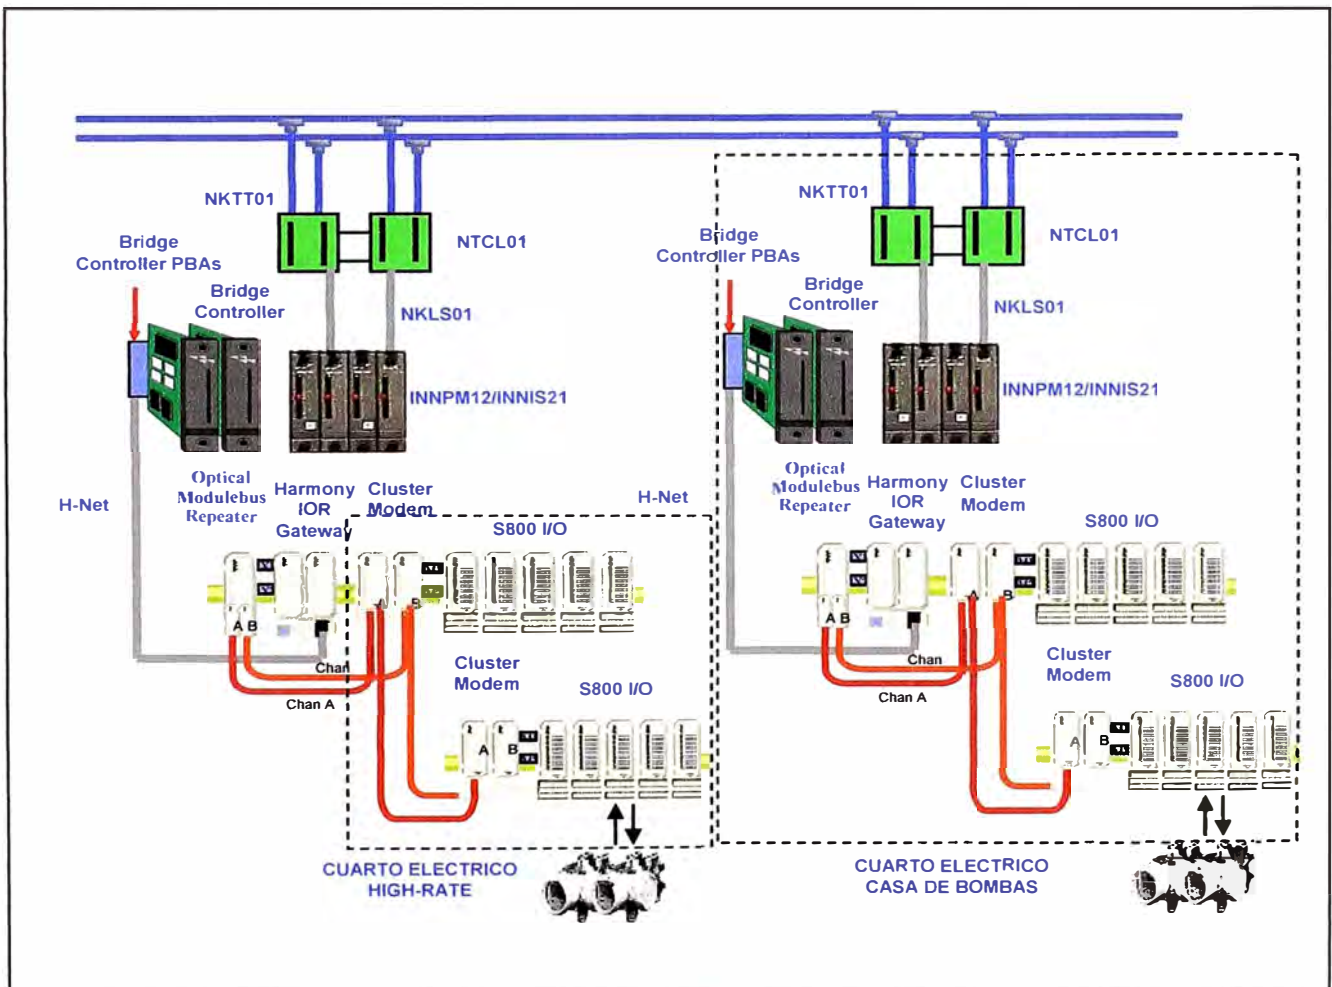 NKTT01
NTCL01
Bridge
Controller PBAs
Bridge
Controller
NKLS01
INNPM12/INNIS21
Optical
Modulebus
Repeater
Harmony
IOR
Gateway
Cluster
Modem
H-Net
S800 I/O
A
B
A B
Chan
Chan A
Cluster
Modem
S800 I/O
A
B
CUARTO ELECTRICO
HIGH-RATE
NKTT01
NTCL01
Bridge
Controller PBAs
Bridge
Controller
NKLS01
INNPM12/INNIS21
Optical
Modulebus
Repeater
Harmony
IOR
Gateway
Cluster
Modem
H-Net
S800 I/O
A
B
A B
Chan
Chan A
Cluster
Modem
S800 I/O
A
B
CUARTO ELECTRICO
CASA DE BOMBAS